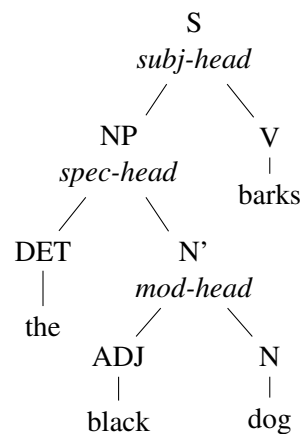 S
subj-head
NP V
spec-head
barks
DET N’
mod-head
the
ADJ N
black dog